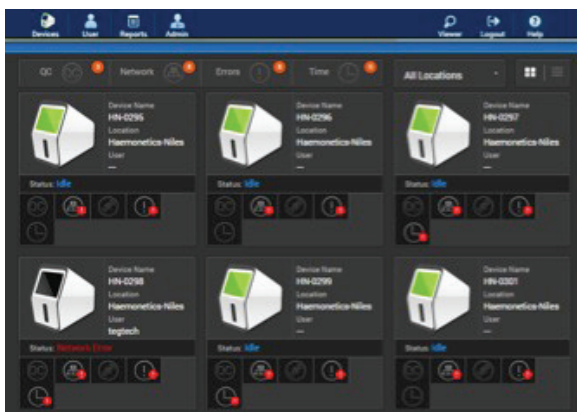 Devices User Reports Admin Viewer Logout Help
QC Network Errors Time All Locations
Device Name
HN-0295
Location
Haemonetics-Niles
User
—
Status: Idle
Device Name
HN-0296
Location
Haemonetics-Niles
User
—
Status: Idle
Device Name
HN-0297
Location
Haemonetics-Niles
User
—
Status: Idle
Device Name
HN-0298
Location
Haemonetics-Niles
User
tegtech
Status: Network Error
Device Name
HN-0299
Location
Haemonetics-Niles
User
—
Status: Idle
Device Name
HN-0301
Location
Haemonetics-Niles
User
—
Status: Idle